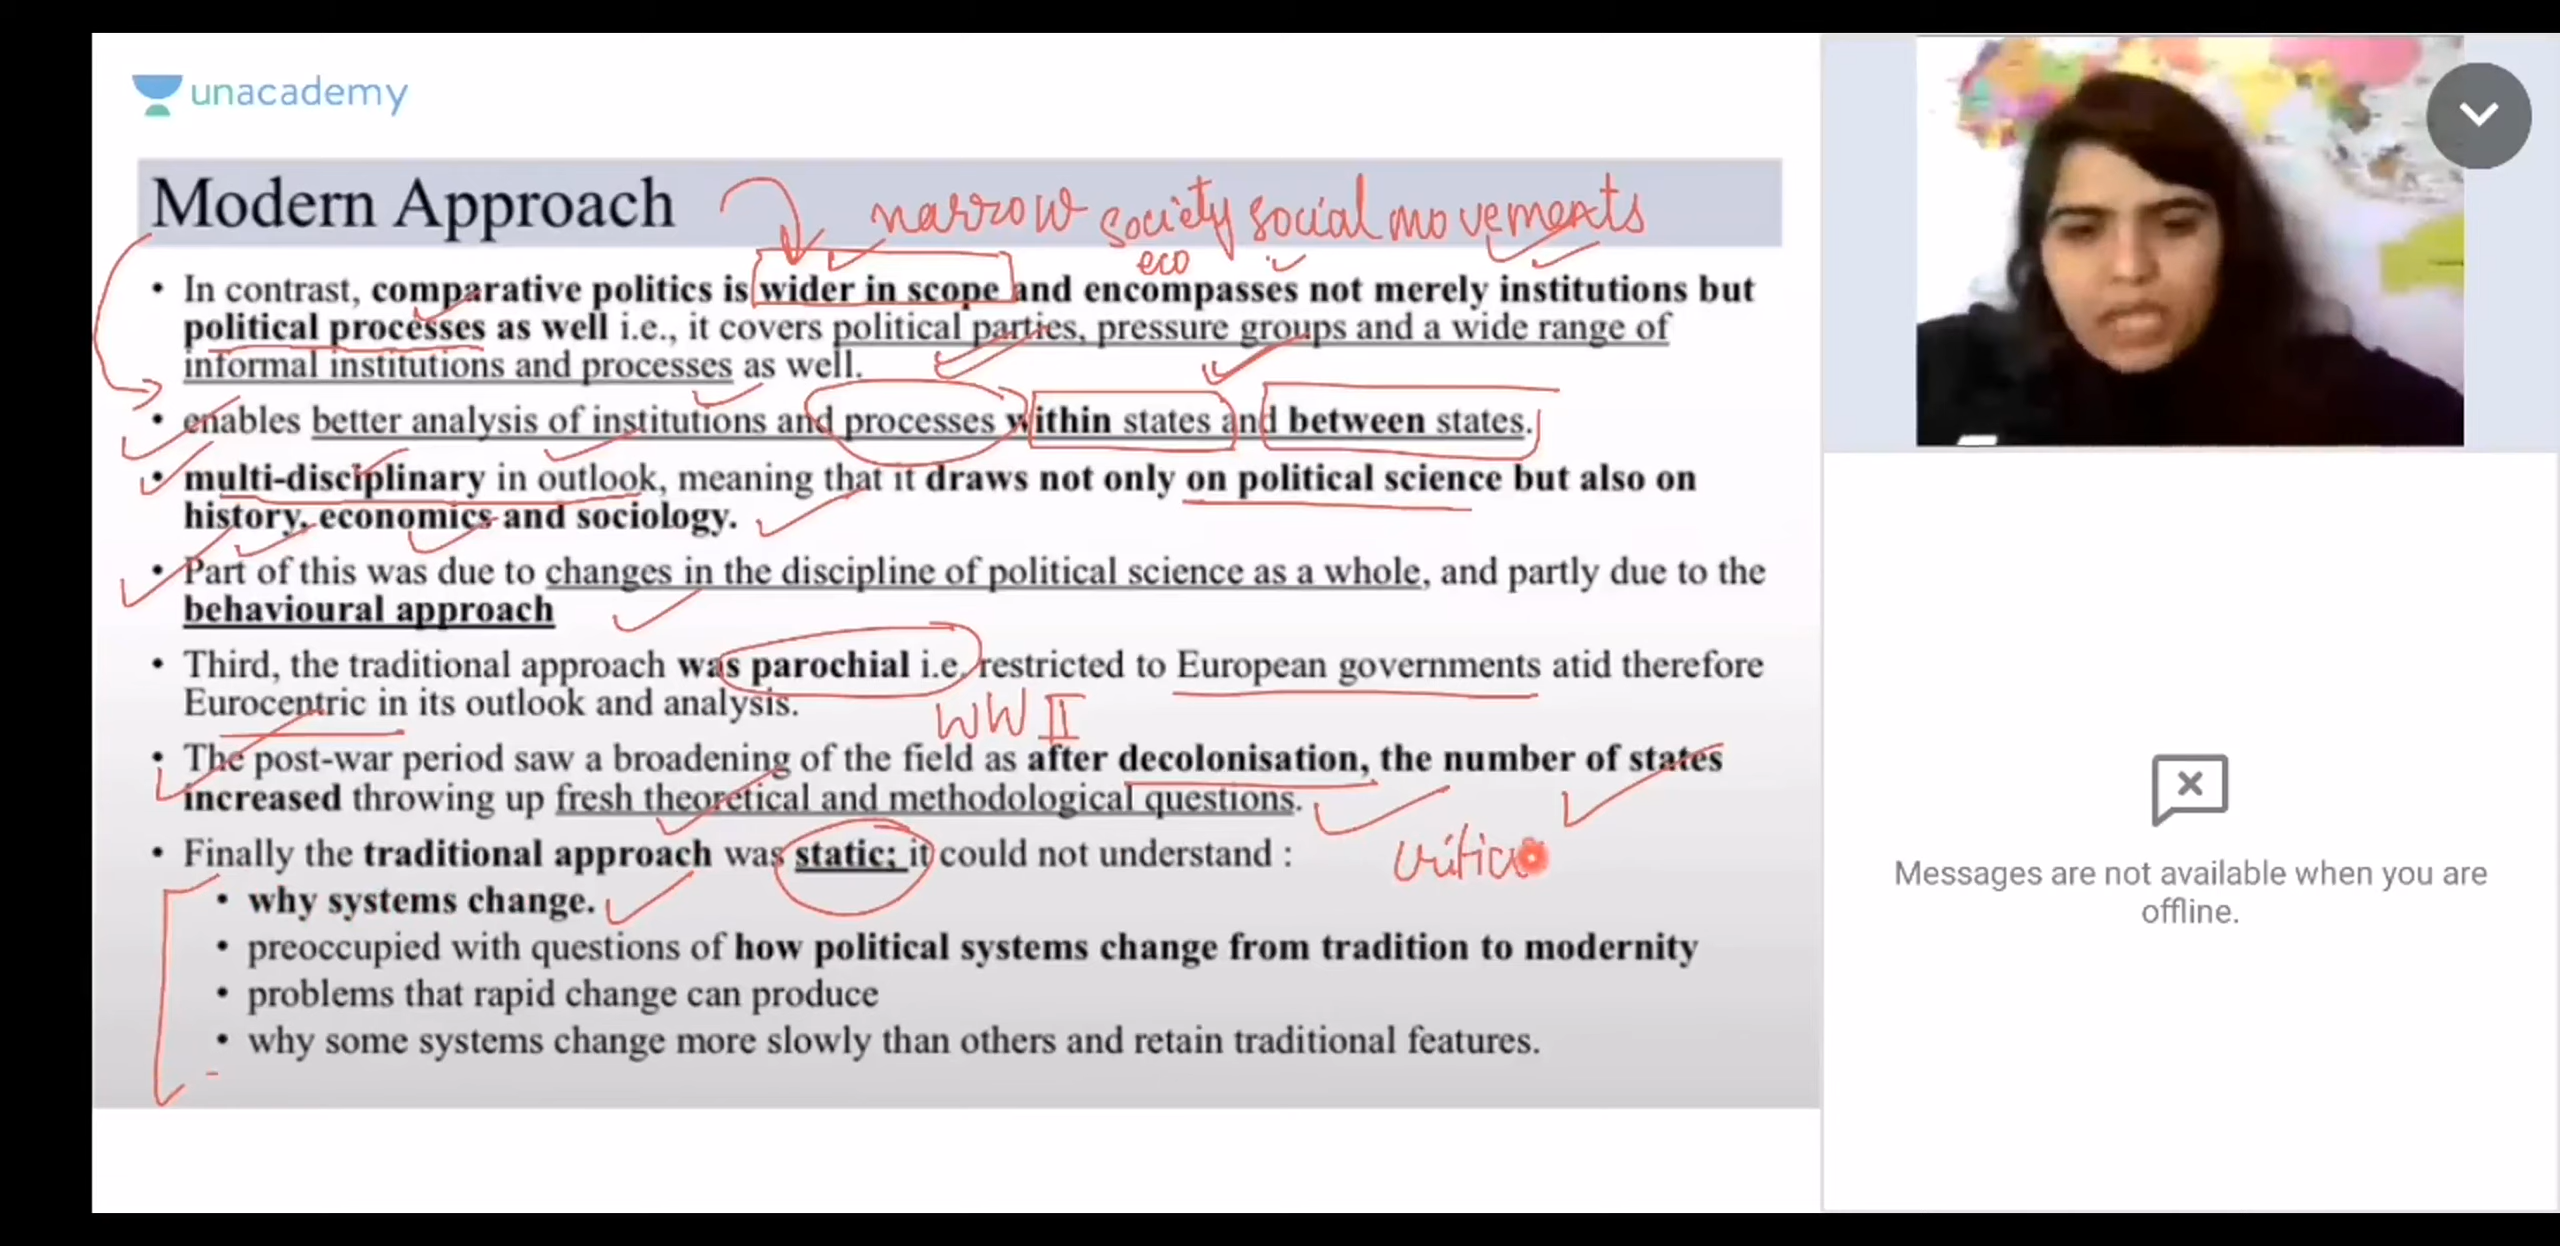 unacademy
Modern Approach
narrow society social movements
eco
• In contrast, comparative politics is wider in scope and encompasses not merely institutions but
political processes as well i.e., it covers political parties, pressure groups and a wide range of
informal institutions and processes as well.
• enables better analysis of institutions and processes within states and between states.
• multi-disciplinary in outlook, meaning that it draws not only on political science but also on
history, economics and sociology.
• Part of this was due to changes in the discipline of political science as a whole, and partly due to the
behavioural approach
• Third, the traditional approach was parochial i.e. restricted to European governments atid therefore
Eurocentric in its outlook and analysis.
WW II
• The post-war period saw a broadening of the field as after decolonisation, the number of states
increased throwing up fresh theoretical and methodological questions.
• Finally the traditional approach was static; it could not understand :
• why systems change.
• preoccupied with questions of how political systems change from tradition to modernity
• problems that rapid change can produce
• why some systems change more slowly than others and retain traditional features.
Messages are not available when you are
offline.